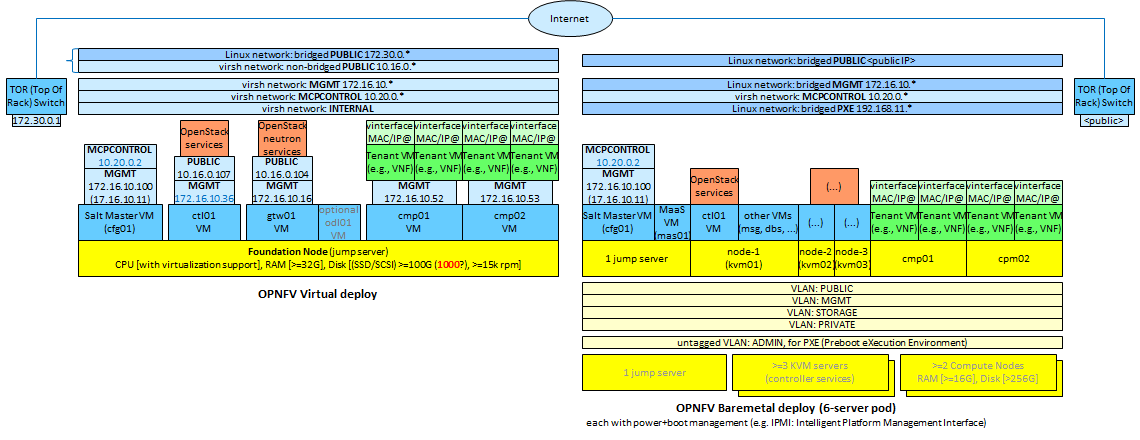 Internet
Linux network: bridged PUBLIC 172.30.0.*
virsh network: non-bridged PUBLIC 10.16.0.*
virsh network: MGMT 172.16.10.*
virsh network: MCPCONTROL 10.20.0.*
virsh network: INTERNAL
TOR (Top Of
Rack) Switch
172.30.0.1
OpenStack
services
OpenStack
neutron
services
vinterface
MAC/IP@
vinterface
MAC/IP@
vinterface
MAC/IP@
vinterface
MAC/IP@
MCPCONTROL
10.20.0.2
PUBLIC
10.16.0.107
PUBLIC
10.16.0.104
Tenant VM
(e.g., VNF)
Tenant VM
(e.g., VNF)
Tenant VM
(e.g., VNF)
Tenant VM
(e.g., VNF)
MGMT
172.16.10.100
(17.16.10.11)
MGMT
172.16.10.36
MGMT
172.16.10.16
MGMT
172.16.10.52
MGMT
172.16.10.53
Salt Master VM
(cfg01)
ctl01
VM
gtw01
VM
optional
odl01
VM
cmp01
VM
cmp02
VM
Foundation Node (jump server)
CPU [with virtualization support], RAM [>=32G], Disk [(SSD/SCSI) >=100G (1000?), >=15k rpm]
OPNFV Virtual deploy
Linux network: bridged PUBLIC <public IP>
Linux network: bridged MGMT 172.16.10.*
virsh network: MCPCONTROL 10.20.0.*
Linux network: bridged PXE 192.168.11.*
TOR (Top Of
Rack) Switch
<public>
MCPCONTROL
10.20.0.2
MGMT
172.16.10.100
(172.16.10.11)
OpenStack
services
(...)
vinterface
MAC/IP@
vinterface
MAC/IP@
vinterface
MAC/IP@
vinterface
MAC/IP@
Salt Master VM
(cfg01)
MaaS
VM
(mas01)
ctl01
VM
other VMs
(msg, dbs, ...)
(...)
(...)
Tenant VM
(e.g., VNF)
Tenant VM
(e.g., VNF)
Tenant VM
(e.g., VNF)
Tenant VM
(e.g., VNF)
1 jump server
node-1
(kvm01)
node-2
(kvm02)
node-3
(kvm03)
cmp01
cpm02
VLAN: PUBLIC
VLAN: MGMT
VLAN: STORAGE
VLAN: PRIVATE
untagged VLAN: ADMIN, for PXE (Preboot eXecution Environment)
1 jump server
>=3 KVM servers
(controller services)
>=2 Compute Nodes
RAM [>=16G], Disk [>256G]
OPNFV Baremetal deploy (6-server pod)
each with power+boot management (e.g. IPMI: Intelligent Platform Management Interface)